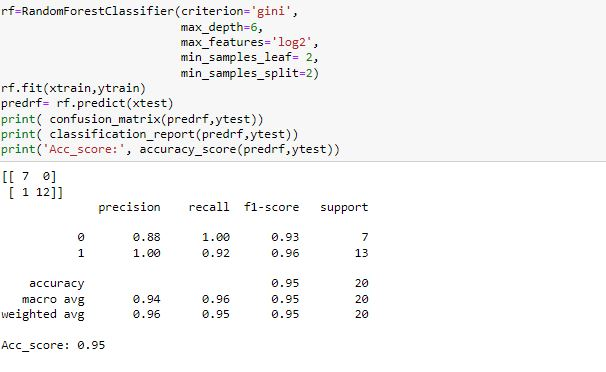 rf=RandomForestClassifier(criterion='gini',
max_depth=6,
max_features='log2',
min_samples_leaf= 2,
min_samples_split=2)
rf.fit(xtrain,ytrain)
predrf= rf.predict(xtest)
print( confusion_matrix(predrf,ytest))
print( classification_report(predrf,ytest))
print('Acc_score:', accuracy_score(predrf,ytest))
[[ 7  0]
[ 1 12]]
precision    recall  f1-score   support
0       0.88      1.00      0.93         7
1       1.00      0.92      0.96        13
accuracy                           0.95        20
macro avg       0.94      0.96      0.95        20
weighted avg       0.96      0.95      0.95        20
Acc_score: 0.95